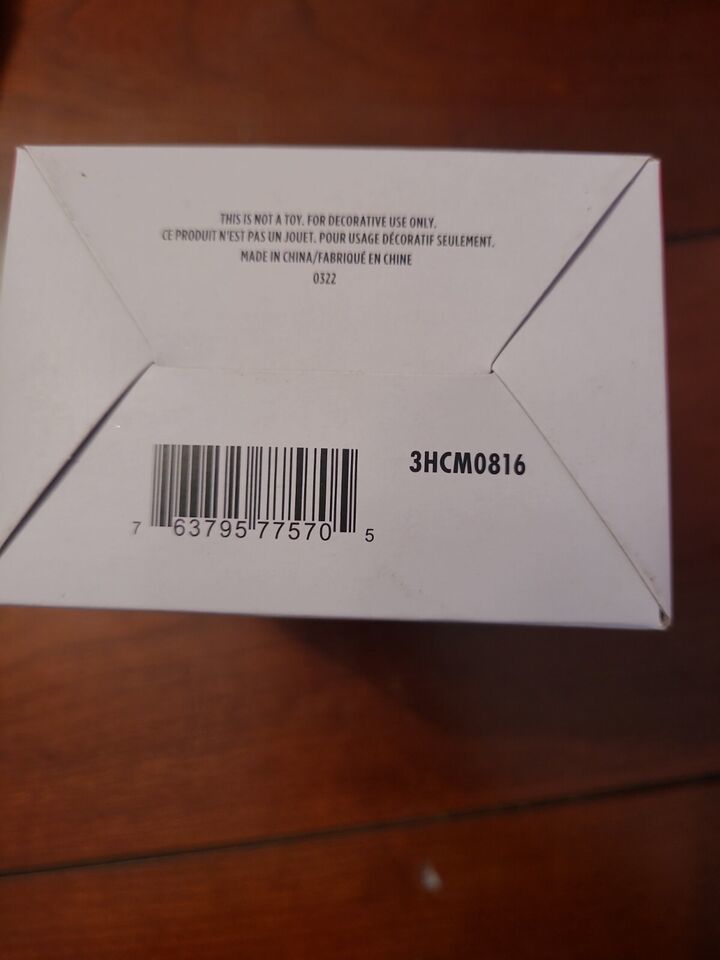 THIS IS NOT A TOY. FOR DECORATIVE USE ONLY.
CE PRODUIT N'EST PAS UN JOUET. POUR USAGE DÉCORATIF SEULEMENT.
MADE IN CHINA/FABRIQUÉ EN CHINE
0322
3HCM0816
7 63795 77570 5